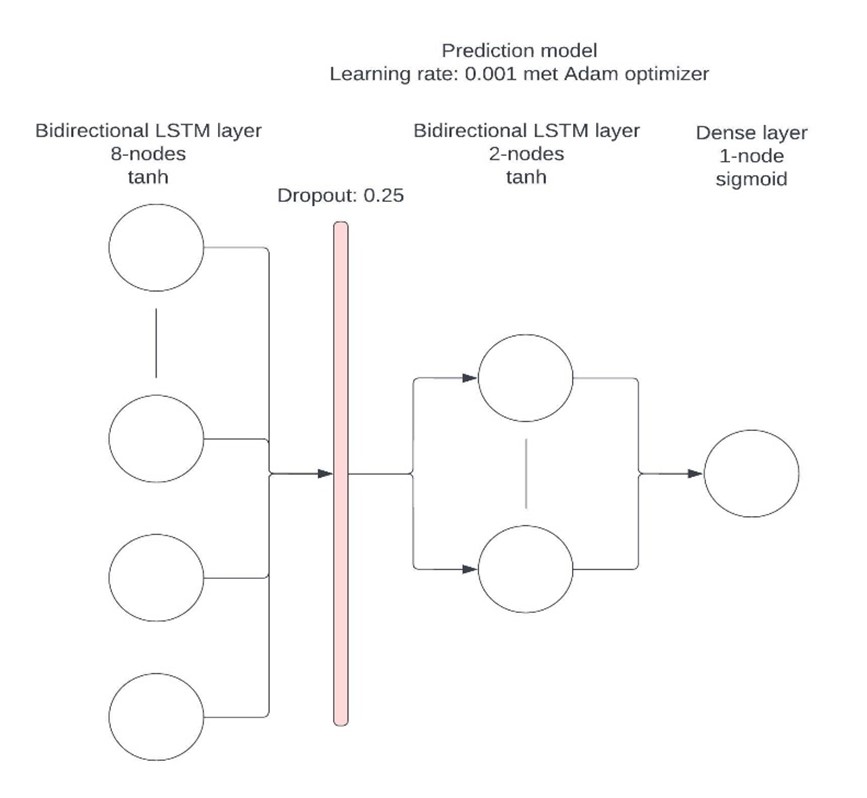 Prediction model
Learning rate: 0.001 met Adam optimizer
Bidirectional LSTM layer
8-nodes
tanh
Dropout: 0.25
Bidirectional LSTM layer
2-nodes
tanh
Dense layer
1-node
sigmoid